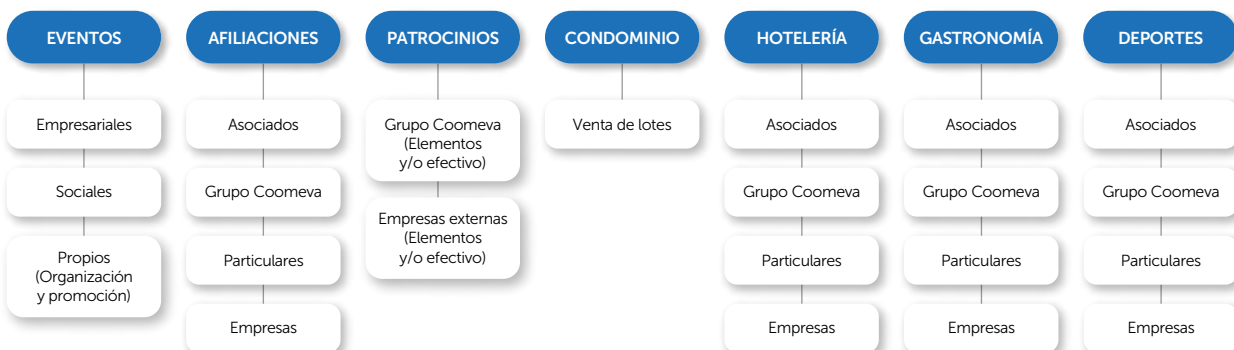 EVENTOS
Empresariales
Sociales
Propios
(Organización
y promoción)
AFILIACIONES
Asociados
Grupo Coomeva
Particulares
Empresas
PATROCINIOS
Grupo Coomeva
(Elementos
y/o efectivo)
Empresas externas
(Elementos
y/o efectivo)
CONDOMINIO
Venta de lotes
HOTELERÍA
Asociados
Grupo Coomeva
Particulares
Empresas
GASTRONOMÍA
Asociados
Grupo Coomeva
Particulares
Empresas
DEPORTES
Asociados
Grupo Coomeva
Particulares
Empresas